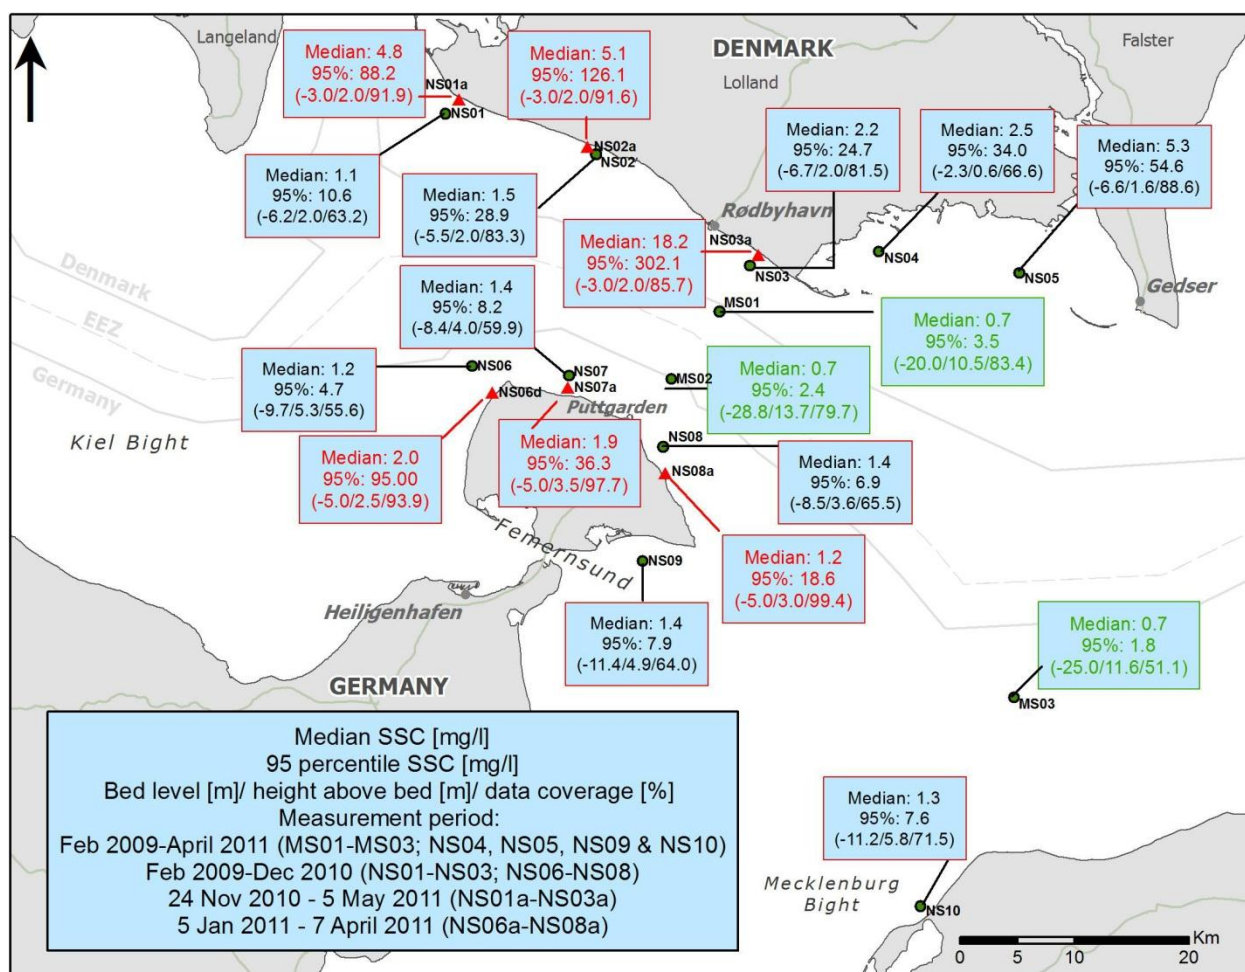 Langeland
DENMARK
Lolland
Falster
Median: 4.8
95%: 88.2
(-3.0/2.0/91.9)
Median: 5.1
95%: 126.1
(-3.0/2.0/91.6)
NS01a
NS01
NS02a
NS02
Median: 2.2
95%: 24.7
(-6.7/2.0/81.5)
Median: 2.5
95%: 34.0
(-2.3/0.6/66.6)
Median: 5.3
95%: 54.6
(-6.6/1.6/88.6)
Median: 1.1
95%: 10.6
(-6.2/2.0/63.2)
Median: 1.5
95%: 28.9
(-5.5/2.0/83.3)
Rødbyhavn
NS03a
Median: 18.2
95%: 302.1
(-3.0/2.0/85.7)
NS03
NS04
NS05
Gedser
Denmark
EEZ
Germany
Median: 1.4
95%: 8.2
(-8.4/4.0/59.9)
MS01
Median: 0.7
95%: 3.5
(-20.0/10.5/83.4)
Median: 1.2
95%: 4.7
(-9.7/5.3/55.6)
NS06
NS06d
NS07
NS07a
Puttgarden
MS02
Median: 0.7
95%: 2.4
(-28.8/13.7/79.7)
Kiel Bight
Median: 2.0
95%: 95.00
(-5.0/2.5/93.9)
Median: 1.9
95%: 36.3
(-5.0/3.5/97.7)
NS08
NS08a
Median: 1.4
95%: 6.9
(-8.5/3.6/65.5)
Femernsund
NS09
Median: 1.2
95%: 18.6
(-5.0/3.0/99.4)
Heiligenhafen
Median: 1.4
95%: 7.9
(-11.4/4.9/64.0)
Median: 0.7
95%: 1.8
(-25.0/11.6/51.1)
MS03
GERMANY
Median SSC [mg/l]
95 percentile SSC [mg/l]
Bed level [m]/ height above bed [m]/ data coverage [%]
Measurement period:
Feb 2009-April 2011 (MS01-MS03; NS04, NS05, NS09 & NS10)
Feb 2009-Dec 2010 (NS01-NS03; NS06-NS08)
24 Nov 2010 - 5 May 2011 (NS01a-NS03a)
5 Jan 2011 - 7 April 2011 (NS06a-NS08a)
Median: 1.3
95%: 7.6
(-11.2/5.8/71.5)
Mecklenburg
Bight
NS10
Km
0 5 10 20